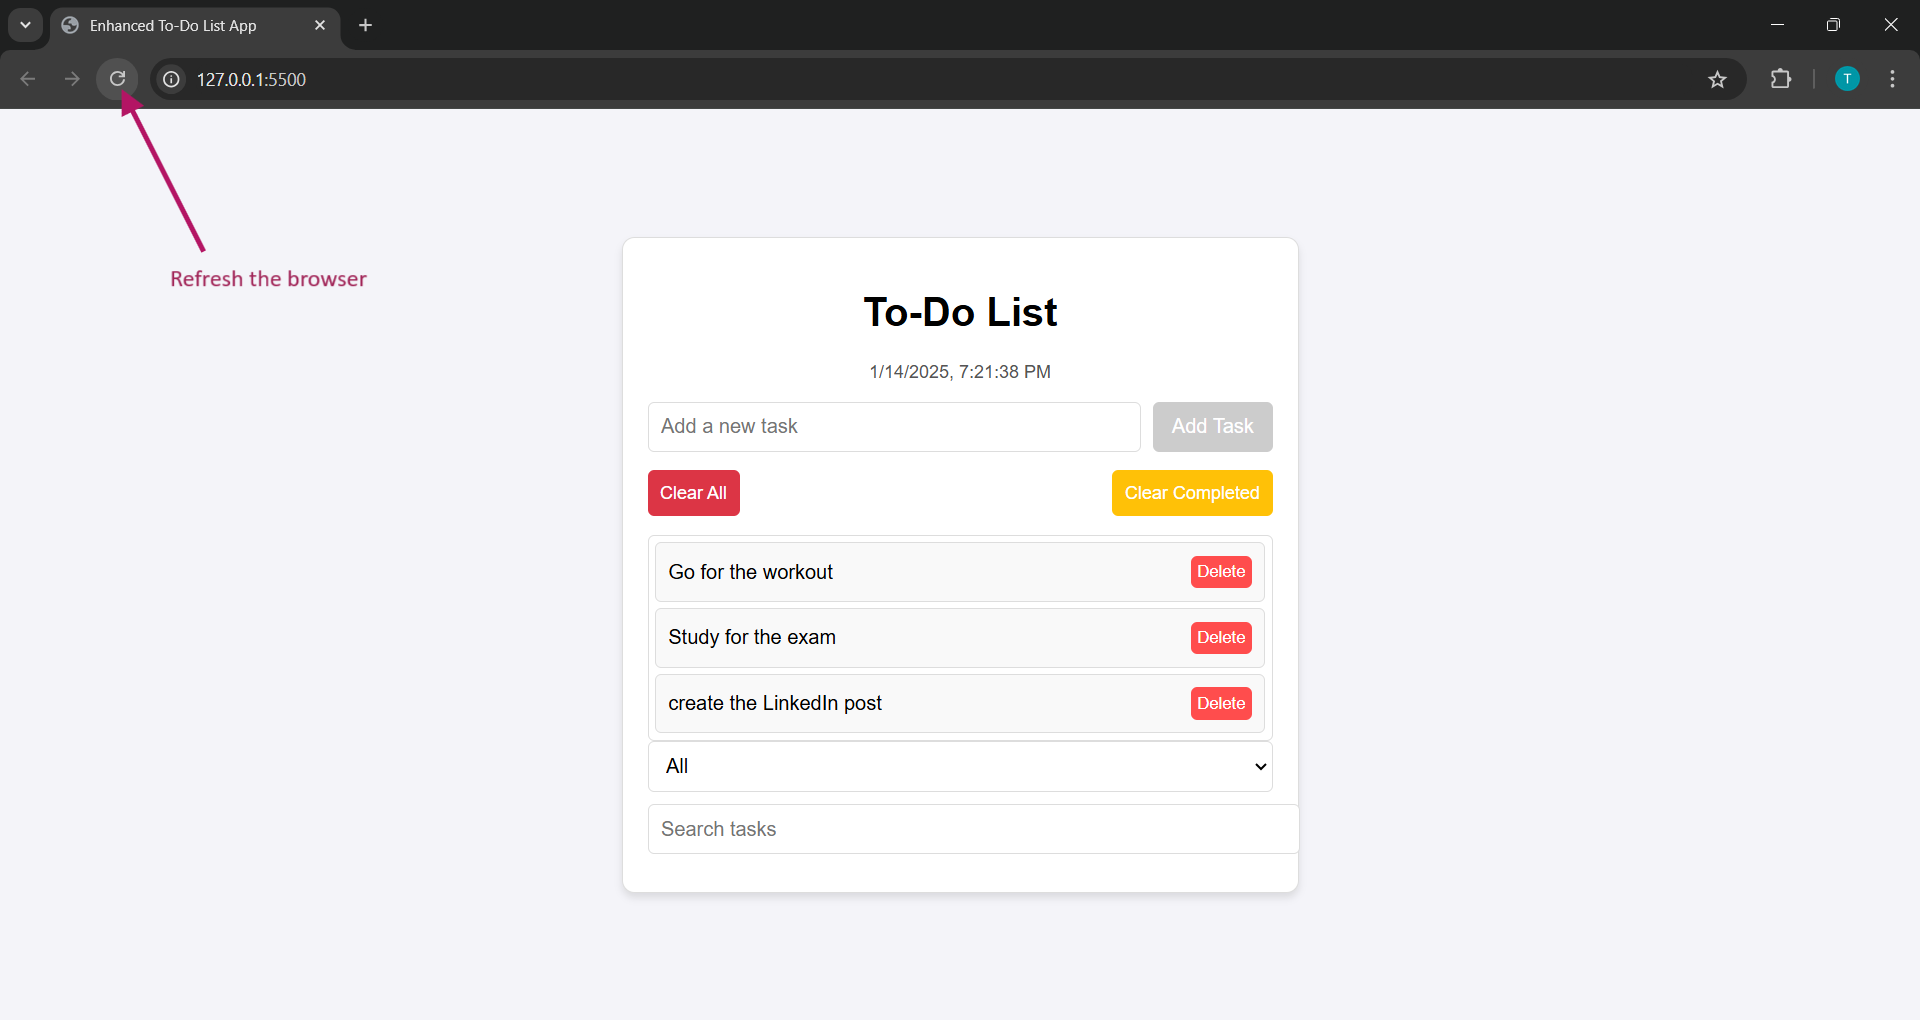 Enhanced To-Do List App
127.0.0.1:5500
T
Refresh the browser
To-Do List
1/14/2025, 7:21:38 PM
Add a new task
Add Task
Clear All
Clear Completed
Go for the workout
Delete
Study for the exam
Delete
create the LinkedIn post
Delete
All
Search tasks